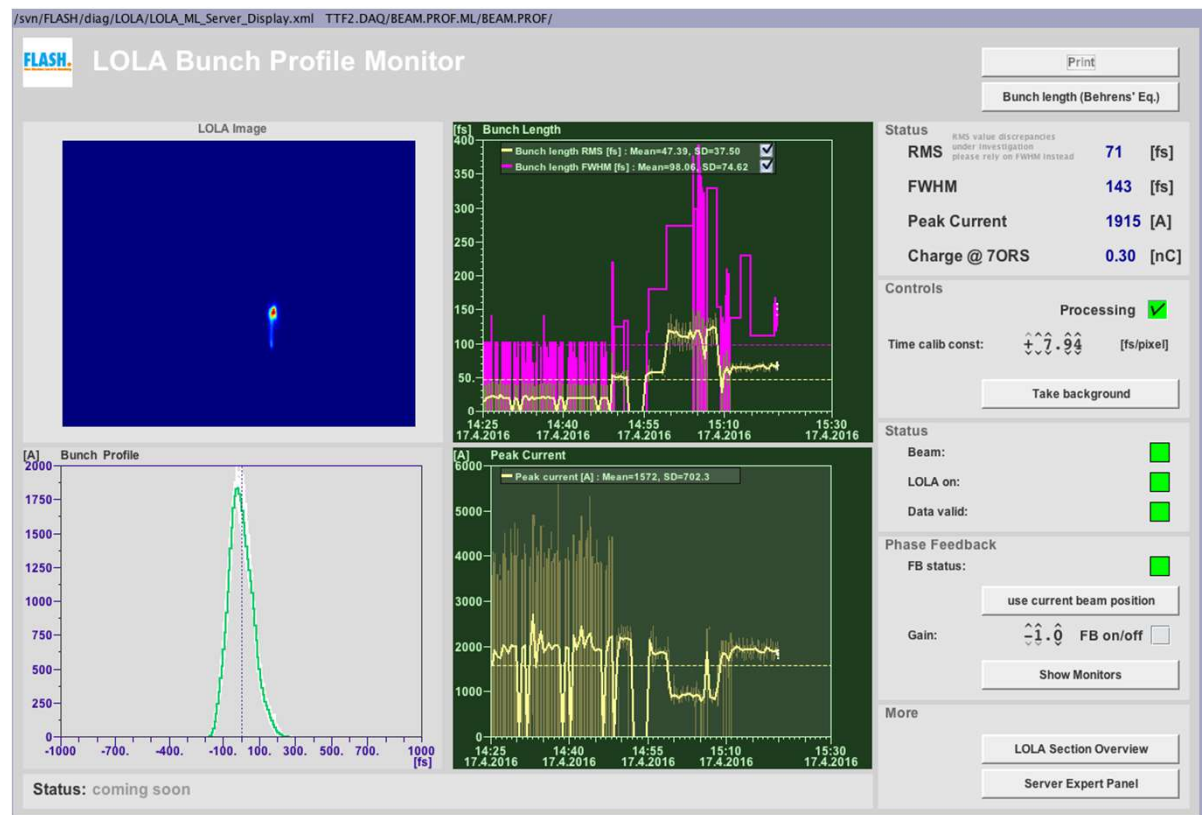 /svn/FLASH/diag/LOLA/LOLA_ML_Server_Display.xml TTF2.DAQ/BEAM.PROF.ML/BEAM.PROF/
FLASH.
LOLA Bunch Profile Monitor
Print
Bunch length (Behrens' Eq.)
LOLA Image
[fs] Bunch Length
Bunch length RMS [fs] : Mean=47.39, SD=37.50
Bunch length FWHM [fs] : Mean=98.06, SD=74.62
400
350
300
250
200
150
100
50.
0
14:25 14:40 14:55 15:10 15:30
17.4.2016 17.4.2016 17.4.2016 17.4.2016 17.4.2016
[A] Bunch Profile
2000
1750
1500
1250
1000
750
500
250
0
-1000 -700. -400. -100. 100. 300. 500. 700. 1000
[fs]
[A] Peak Current
Peak current [A] : Mean=1572, SD=702.3
6000
5000
4000
3000
2000
1000
0
14:25 14:40 14:55 15:10 15:30
17.4.2016 17.4.2016 17.4.2016 17.4.2016 17.4.2016
Status
RMS value discrepancies
under investigation
please rely on FWHM instead
RMS 71 [fs]
FWHM 143 [fs]
Peak Current 1915 [A]
Charge @ 7ORS 0.30 [nC]
Controls
Processing
Time calib const: +7.94 [fs/pixel]
Take background
Status
Beam:
LOLA on:
Data valid:
Phase Feedback
FB status:
use current beam position
Gain: -1.0 FB on/off
Show Monitors
More
LOLA Section Overview
Server Expert Panel
Status: coming soon